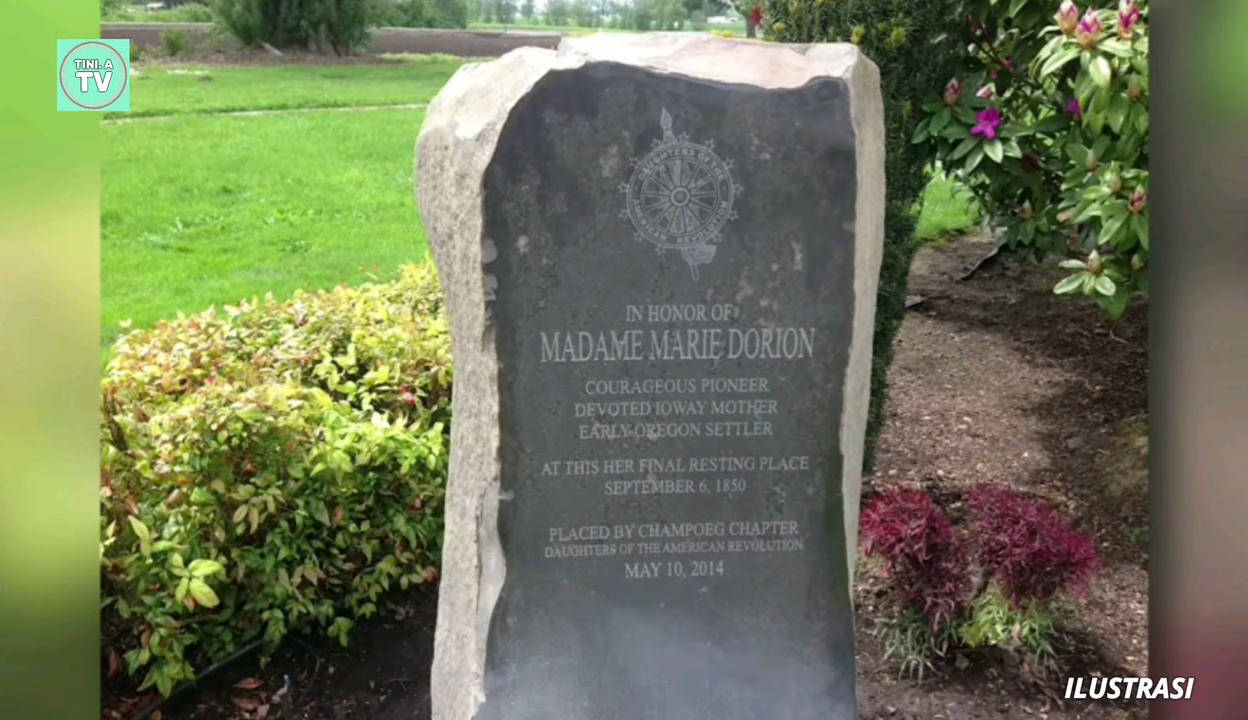 TINI. A
TV
DAUGHTERS OF THE
AMERICAN REVOLUTION
IN HONOR OF
MADAME MARIE DORION
COURAGEOUS PIONEER
DEVOTED IOWAY MOTHER
EARLY OREGON SETTLER
AT THIS HER FINAL RESTING PLACE
SEPTEMBER 6, 1850
PLACED BY CHAMPOEG CHAPTER
DAUGHTERS OF THE AMERICAN REVOLUTION
MAY 10, 2014
ILUSTRASI